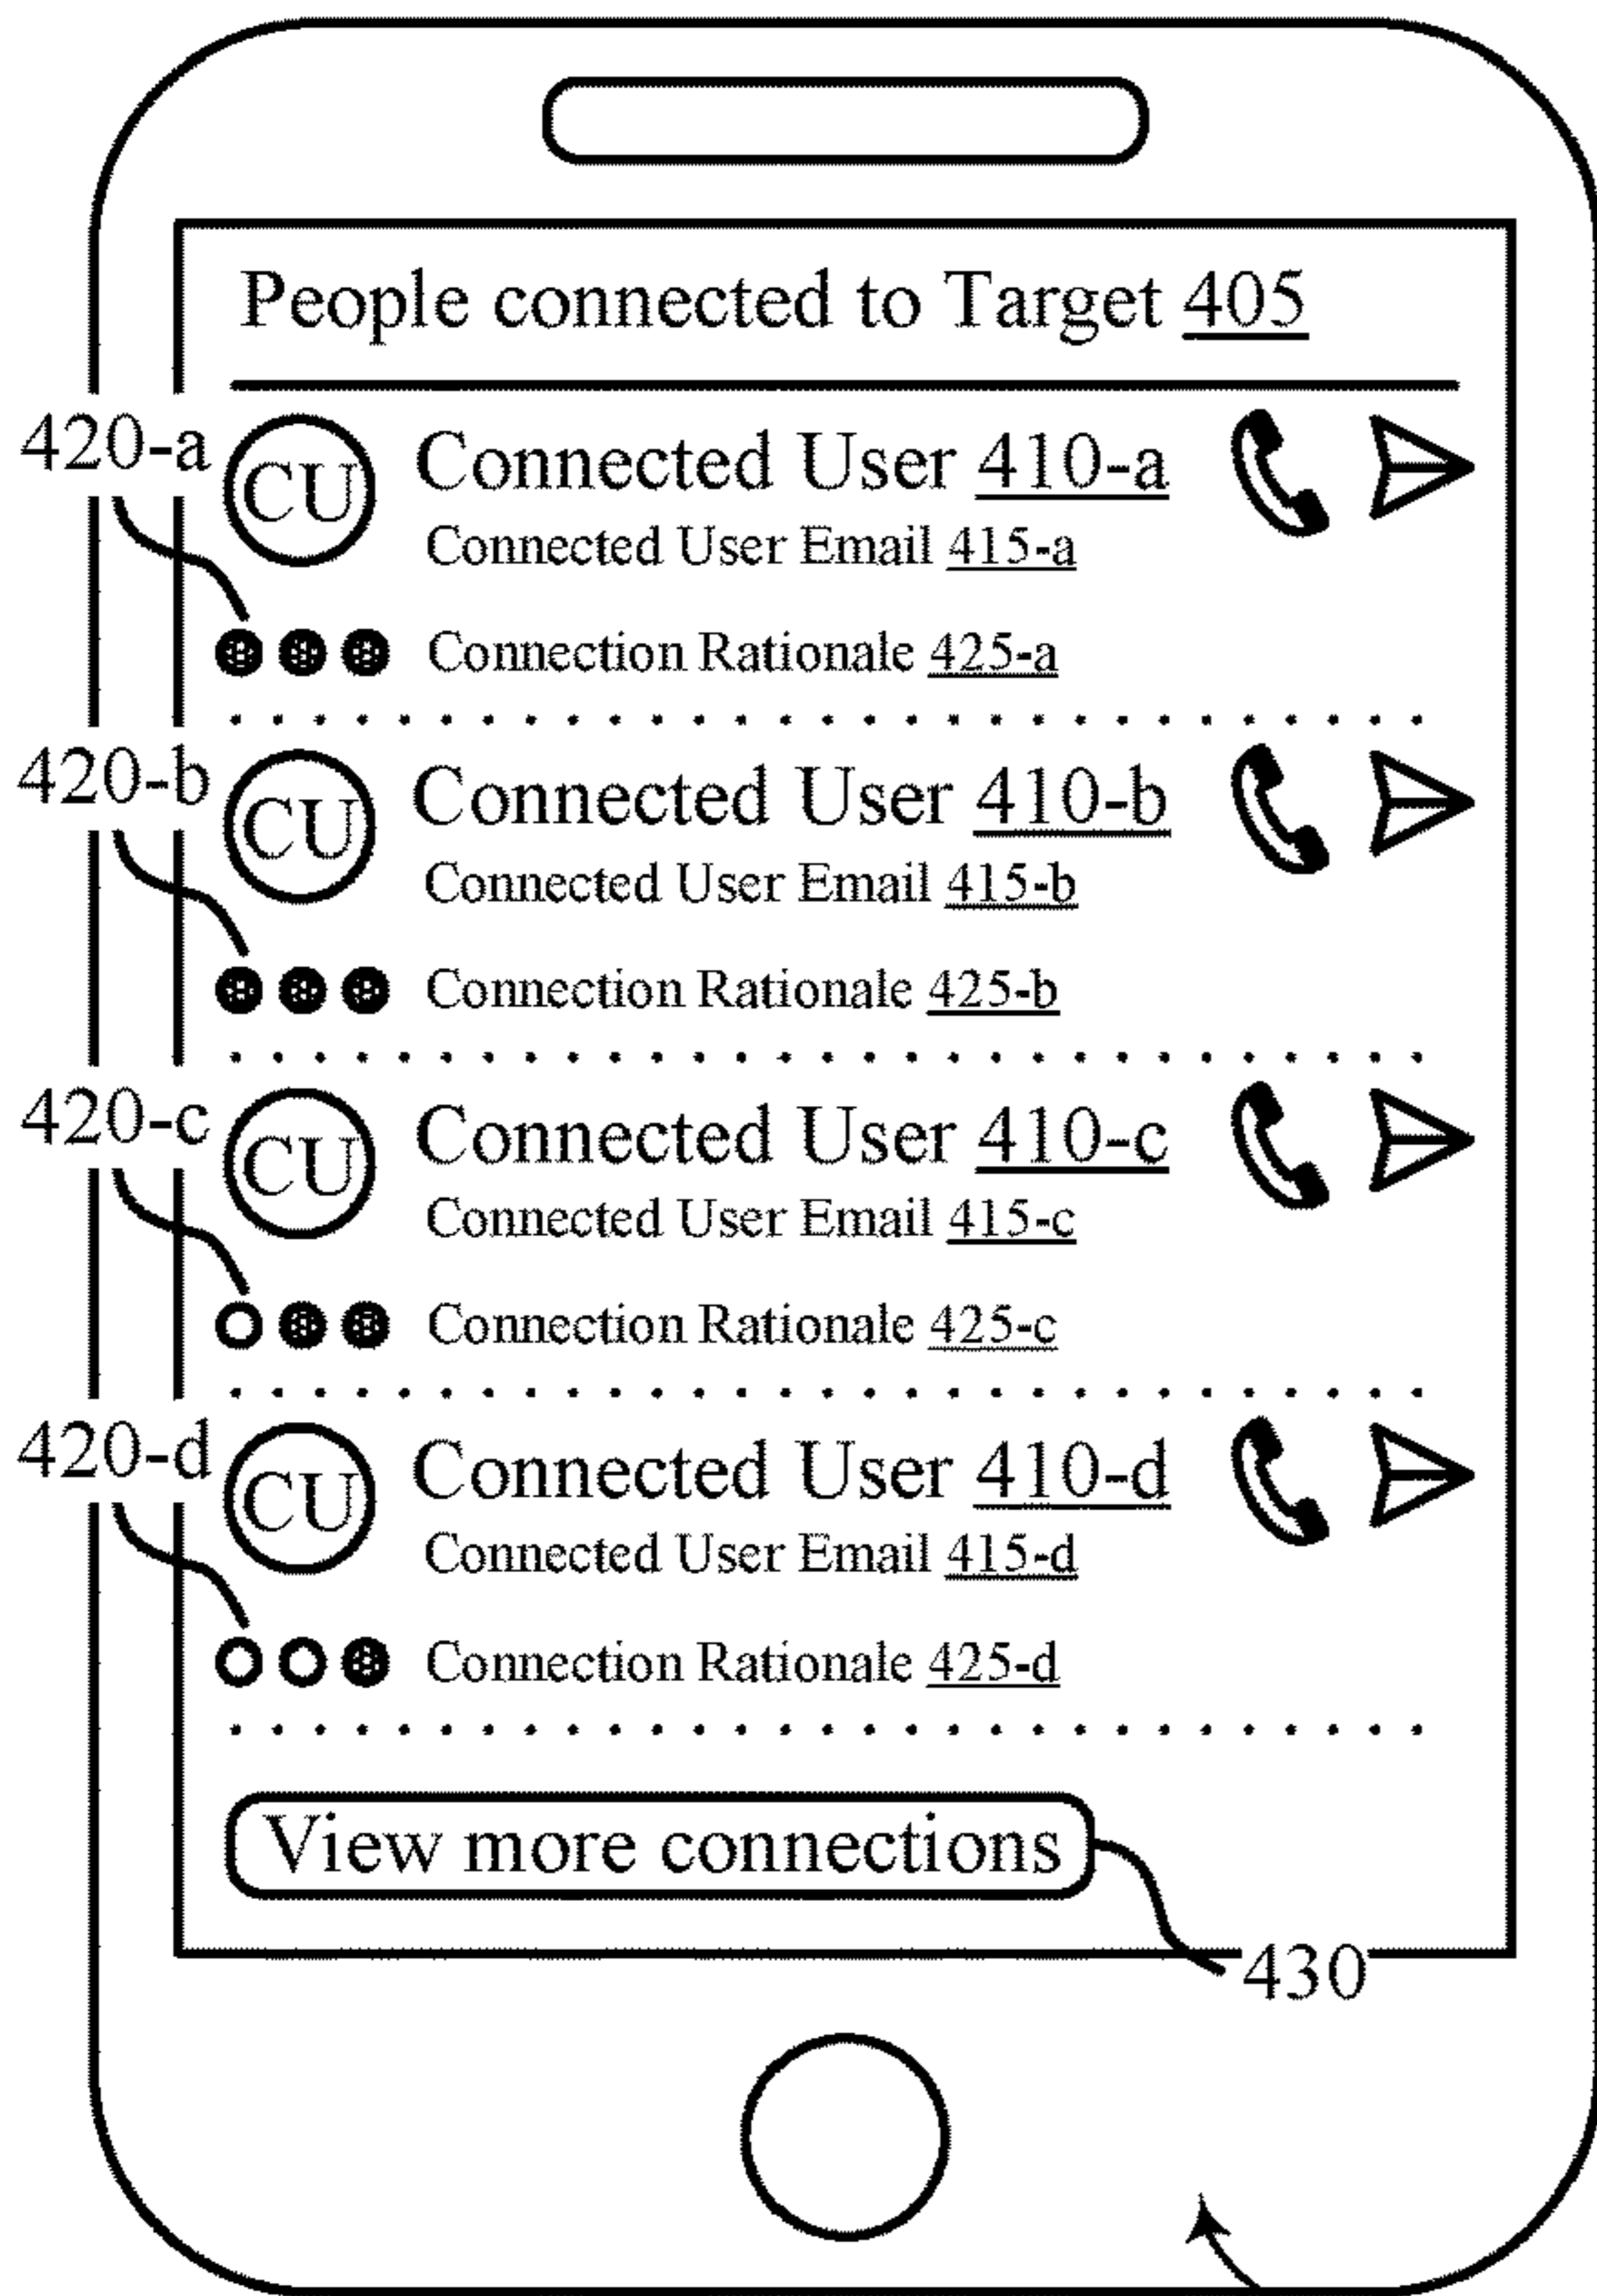 People connected to Target 405
420-a
CU
Connected User 410-a
Connected User Email 415-a
Connection Rationale 425-a
420-b
CU
Connected User 410-b
Connected User Email 415-b
Connection Rationale 425-b
420-c
CU
Connected User 410-c
Connected User Email 415-c
Connection Rationale 425-c
420-d
CU
Connected User 410-d
Connected User Email 415-d
Connection Rationale 425-d
View more connections
430